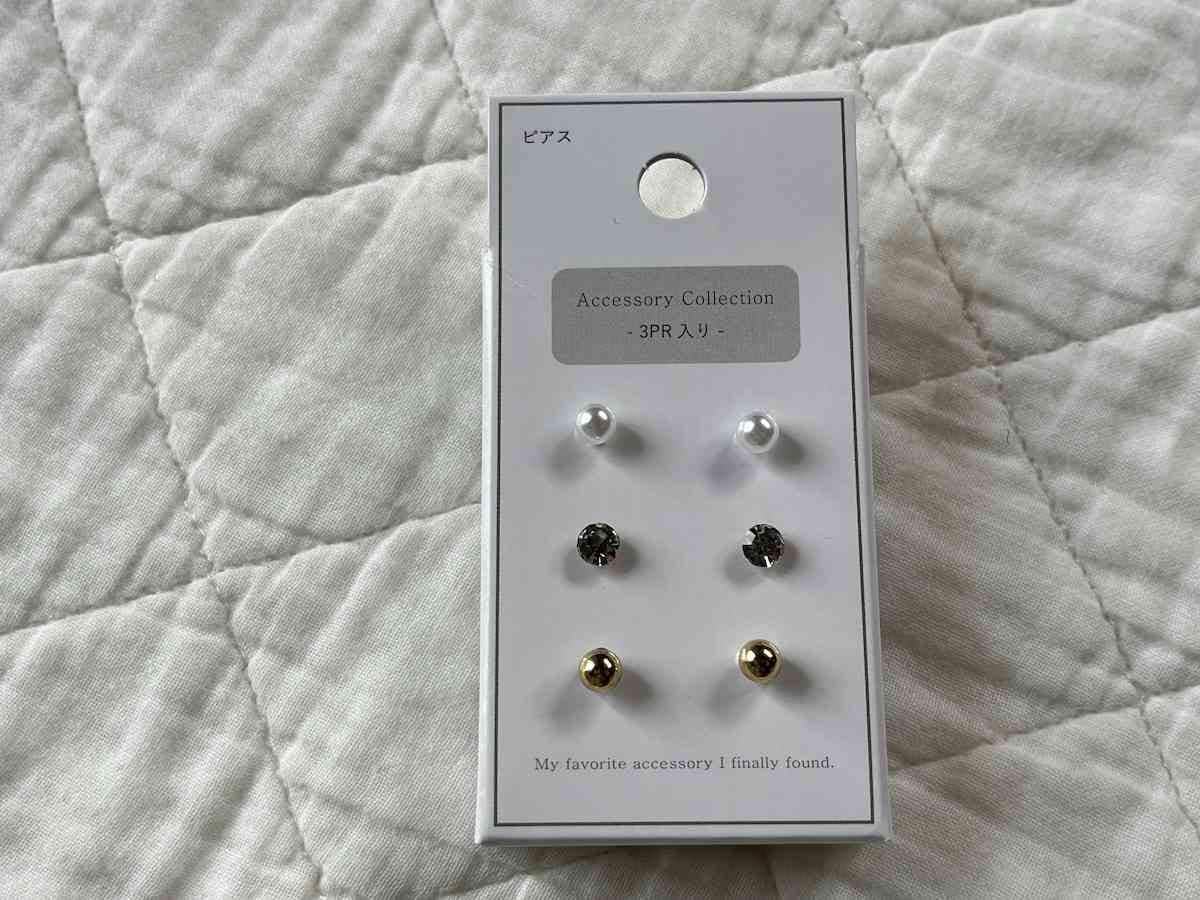 ピアス
Accessory Collection
- 3PR 入り -
My favorite accessory I finally found.